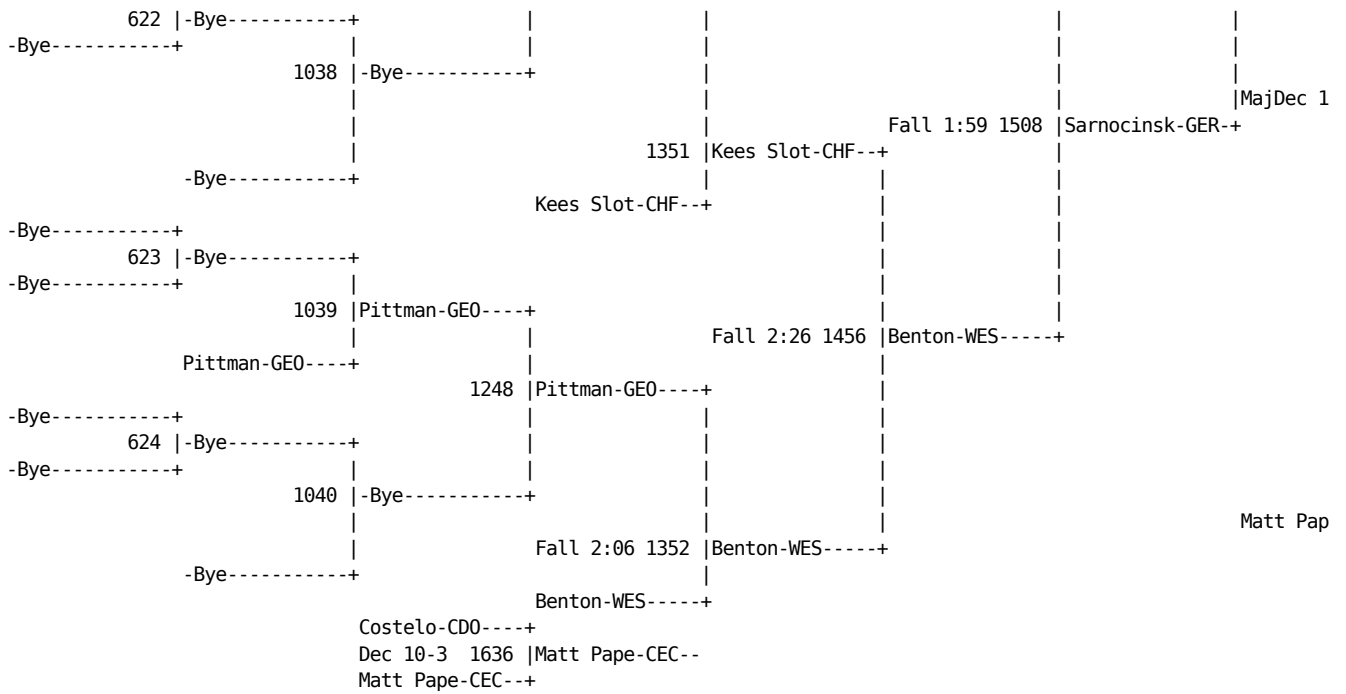 622 |-Bye-----------+ | | | |
-Bye-----------+ | | | | |
1038 |-Bye-----------+ | | |
| | | |MajDec 1
| | Fall 1:59 1508 |Sarnocinsk-GER-+
| 1351 |Kees Slot-CHF--+ |
-Bye-----------+ | | |
Kees Slot-CHF--+ | |
-Bye-----------+ | |
623 |-Bye-----------+ | |
-Bye-----------+ | | |
1039 |Pittman-GEO----+ | |
| | Fall 2:26 1456 |Benton-WES-----+
Pittman-GEO----+ | |
1248 |Pittman-GEO----+ |
-Bye-----------+ | | |
624 |-Bye-----------+ | | |
-Bye-----------+ | | | |
1040 |-Bye-----------+ | |
| | | Matt Pap
| Fall 2:06 1352 |Benton-WES-----+
-Bye-----------+ |
Benton-WES-----+
Costelo-CDO----+
Dec 10-3 1636 |Matt Pape-CEC--
Matt Pape-CEC--+